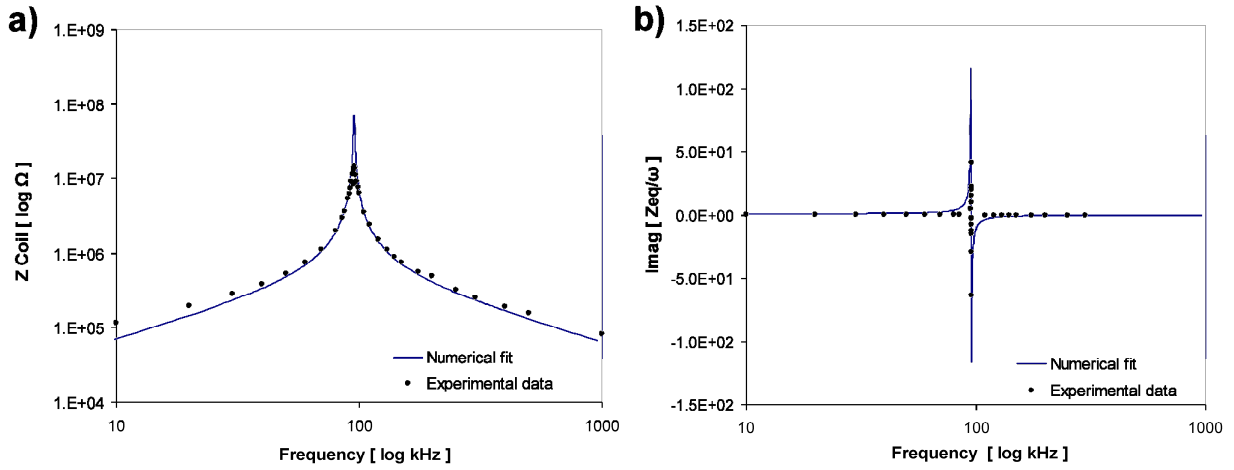 a)
1.E+09
1.E+08
1.E+07
1.E+06
1.E+05
1.E+04
Z Coil [ log Ω ]
10
100
1000
Frequency [ log kHz ]
Numerical fit
Experimental data
b)
1.5E+02
1.0E+02
5.0E+01
0.0E+00
-5.0E+01
-1.0E+02
-1.5E+02
Imag [ Zeq/ω ]
10
100
1000
Frequency [ log kHz ]
Numerical fit
Experimental data